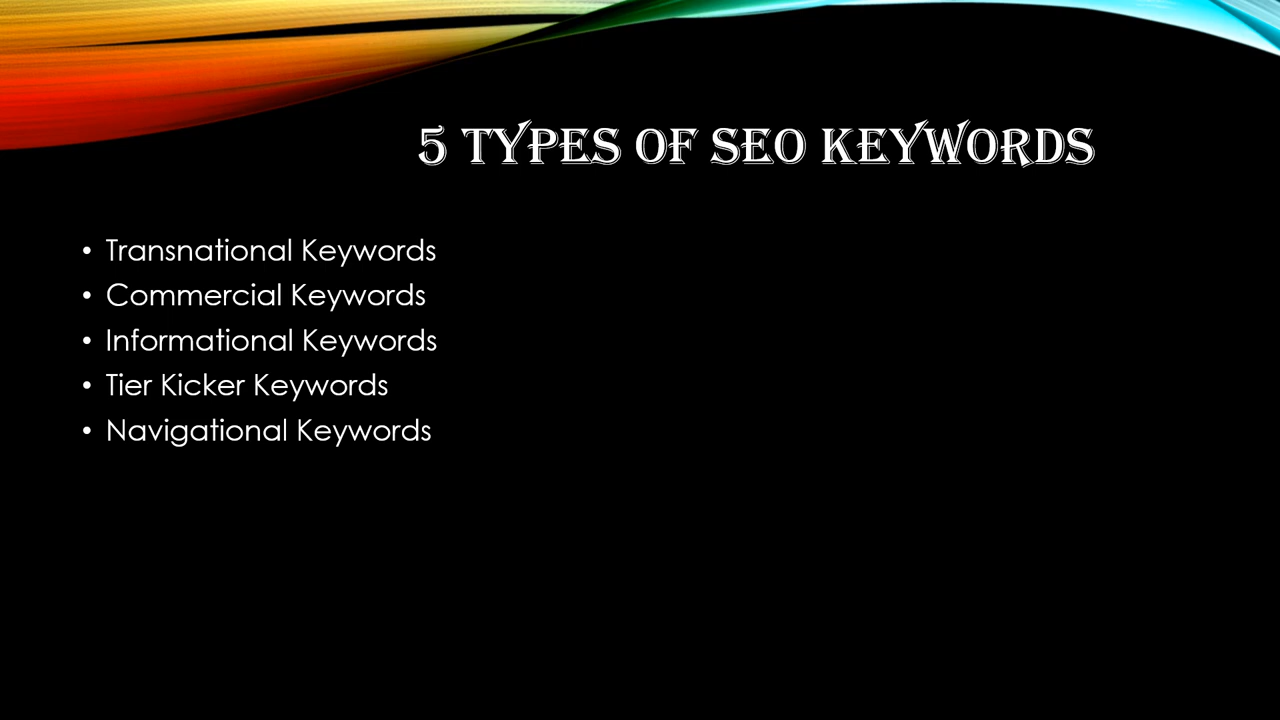 5 TYPES OF SEO KEYWORDS
• Transnational Keywords
• Commercial Keywords
• Informational Keywords
• Tier Kicker Keywords
• Navigational Keywords